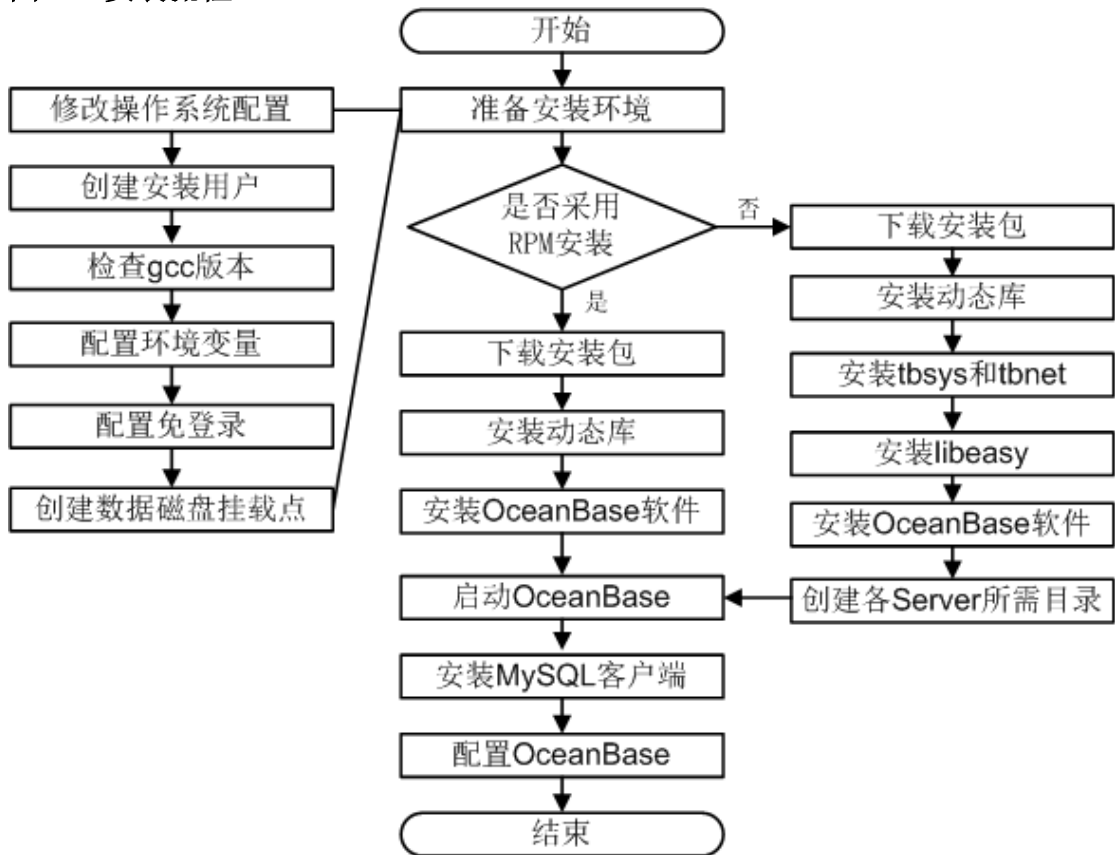 开始
准备安装环境
修改操作系统配置
创建安装用户
检查gcc版本
配置环境变量
配置免登录
创建数据磁盘挂载点
是否采用
RPM安装
否
是
下载安装包
安装动态库
安装OceanBase软件
下载安装包
安装动态库
安装tbsys和tbnet
安装libeasy
安装OceanBase软件
创建各Server所需目录
启动OceanBase
安装MySQL客户端
配置OceanBase
结束